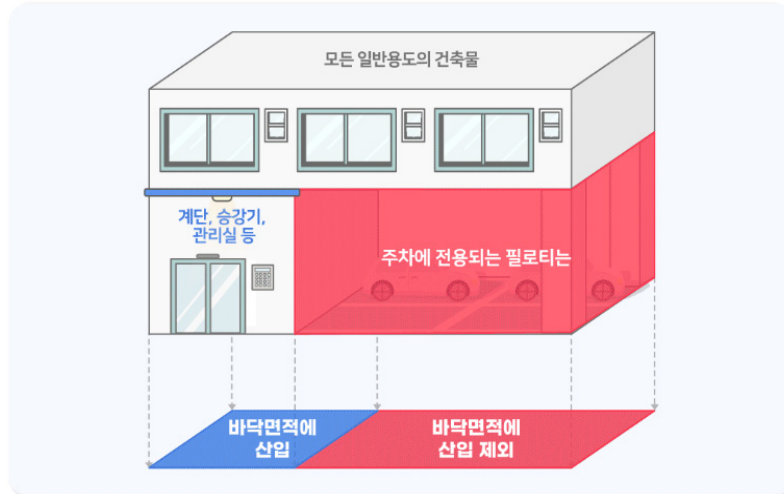 모든 일반용도의 건축물
계단, 승강기,
관리실 등
주차에 전용되는 필로티는
바닥면적에
산입
바닥면적에
산입 제외